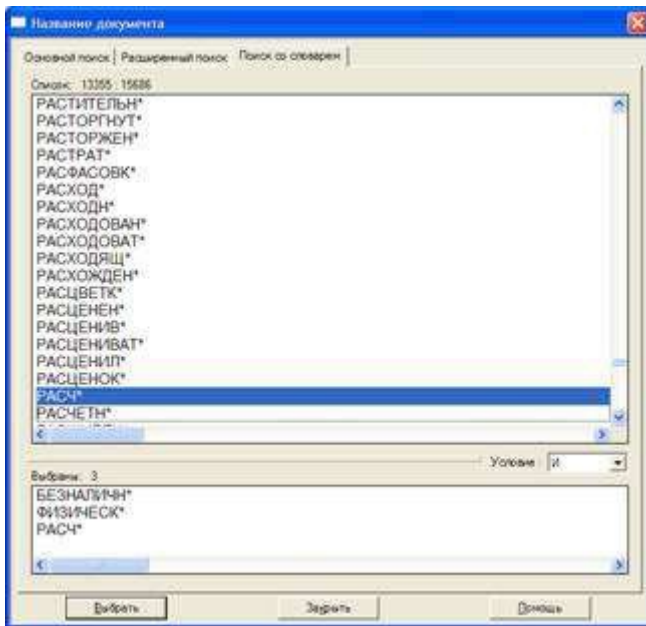 Название документа
Основной поиск Расширенный поиск Поиск со словарем
Список: 13355 15686
РАСТИТЕЛЬН*
РАСТОРГНУТ*
РАСТОРЖЕН*
РАСТРАТ*
РАСФАСОВК*
РАСХОД*
РАСХОДН*
РАСХОДОВАН*
РАСХОДОВАТ*
РАСХОДЯЩ*
РАСХОЖДЕН*
РАСЦВЕТК*
РАСЦЕНЕН*
РАСЦЕНИВ*
РАСЦЕНИВАТ*
РАСЦЕНИЛ*
РАСЦЕНОК*
РАСЧ*
РАСЧЕТН*
Условие И
Выбраны: 3
БЕЗНАЛИЧН*
ФИЗИЧЕСК*
РАСЧ*
Выбрать Закрыть Помощь